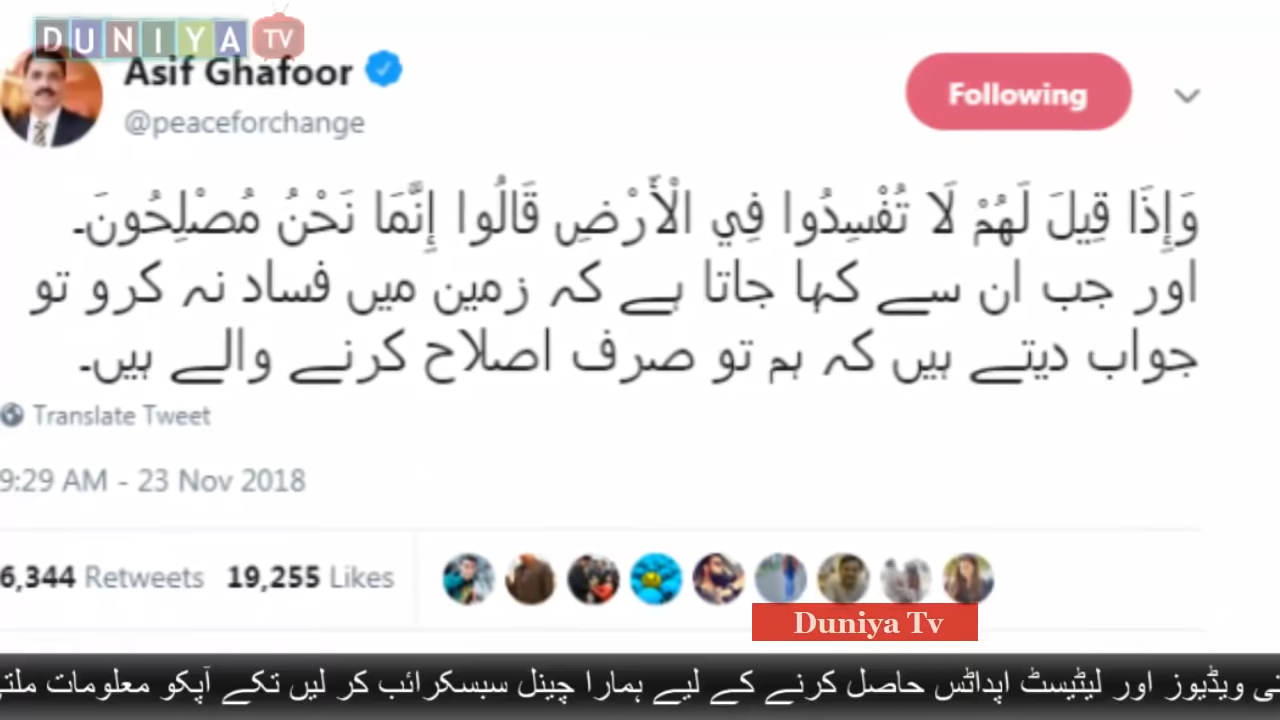 DUNIYA TV
Asif Ghafoor
@peaceforchange
Following
وَإِذَا قِيلَ لَهُمْ لَا تُفْسِدُوا فِي الْأَرْضِ قَالُوا إِنَّمَا نَحْنُ مُصْلِحُونَ۔
اور جب ان سے کہا جاتا ہے کہ زمین میں فساد نہ کرو تو
جواب دیتے ہیں کہ ہم تو صرف اصلاح کرنے والے ہیں۔
Translate Tweet
9:29 AM - 23 Nov 2018
6,344 Retweets 19,255 Likes
Duniya Tv
ویڈیوز اور لیٹیسٹ اپڈاٹس حاصل کرنے کے لیے ہمارا چینل سبسکرائب کر لیں تکے آپکو معلومات